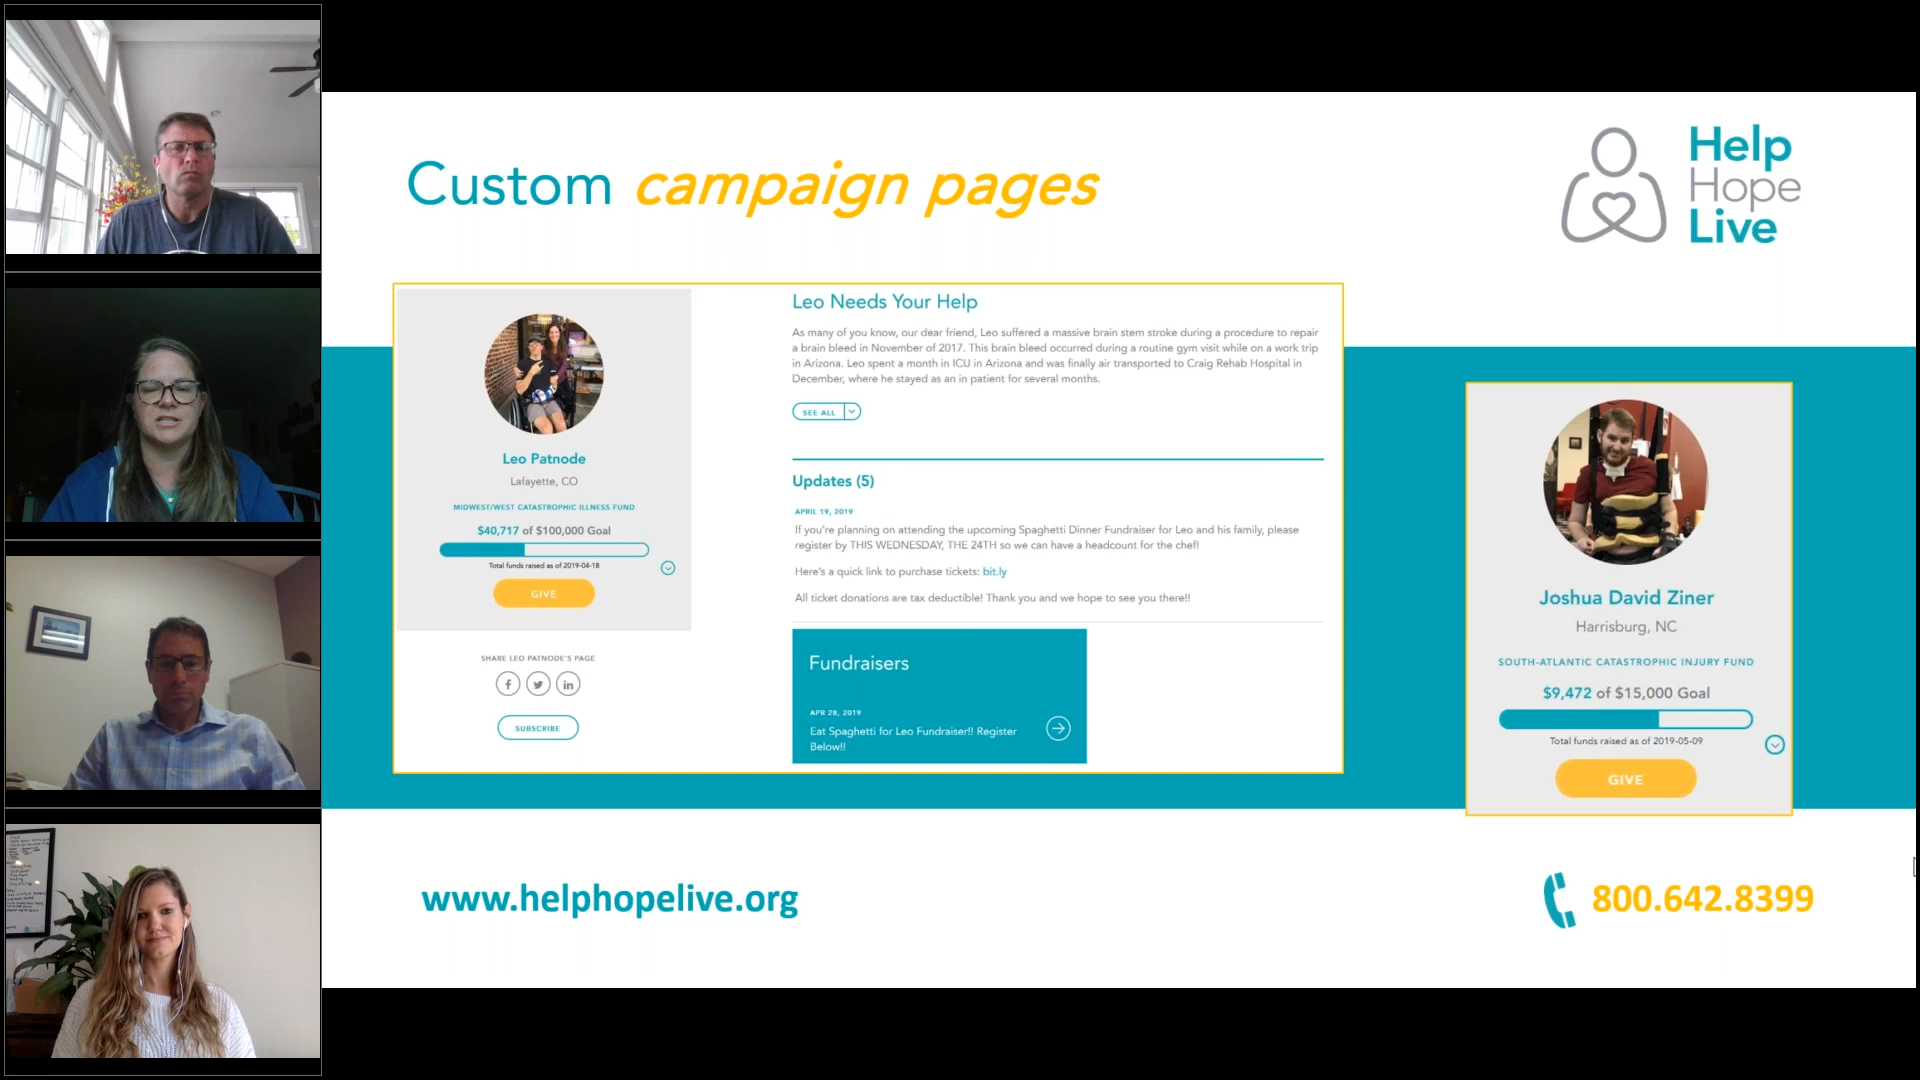 Custom campaign pages
Help
Hope
Live
Leo Patnode
Lafayette, CO
MIDWEST/WEST CATASTROPHIC ILLNESS FUND
$40,717 of $100,000 Goal
Total funds raised as of 2019-04-18
GIVE
SHARE LEO PATNODE'S PAGE
f
in
SUBSCRIBE
Leo Needs Your Help
As many of you know, our dear friend, Leo suffered a massive brain stem stroke during a procedure to repair
a brain bleed in November of 2017. This brain bleed occurred during a routine gym visit while on a work trip
in Arizona. Leo spent a month in ICU in Arizona and was finally air transported to Craig Rehab Hospital in
December, where he stayed as an in patient for several months.
SEE ALL
Updates (5)
APRIL 19, 2019
If you're planning on attending the upcoming Spaghetti Dinner Fundraiser for Leo and his family, please
register by THIS WEDNESDAY, THE 24TH so we can have a headcount for the chef!
Here's a quick link to purchase tickets: bit.ly
All ticket donations are tax deductible! Thank you and we hope to see you there!!
Fundraisers
APR 28, 2019
Eat Spaghetti for Leo Fundraiser!! Register
Below!!
Joshua David Ziner
Harrisburg, NC
SOUTH-ATLANTIC CATASTROPHIC INJURY FUND
$9,472 of $15,000 Goal
Total funds raised as of 2019-05-09
GIVE
www.helphopelive.org
800.642.8399